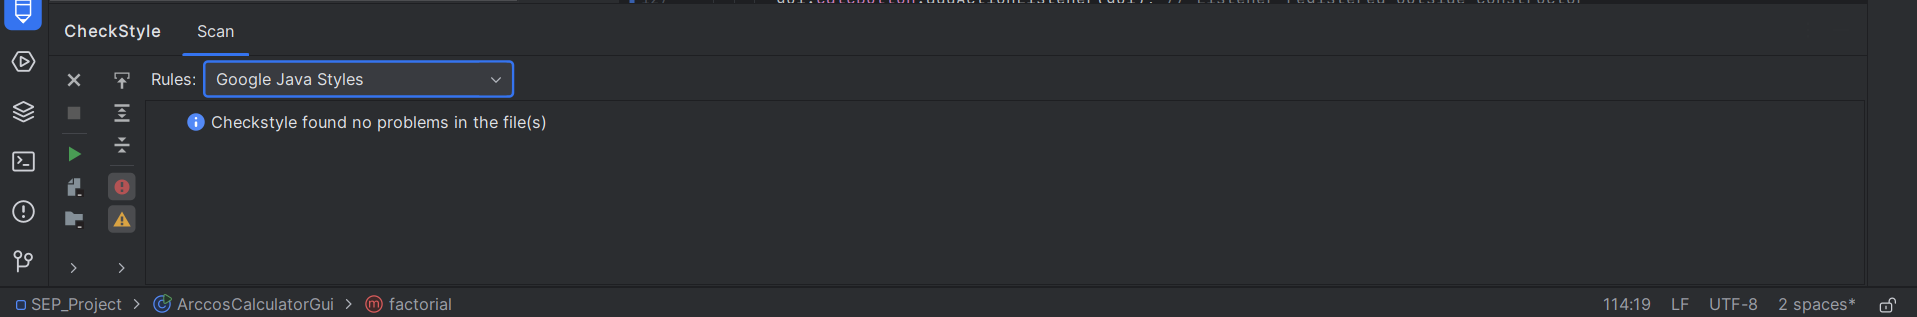 CheckStyle Scan
Rules: Google Java Styles
Checkstyle found no problems in the file(s)
SEP_Project > ArccosCalculatorGui > factorial 114:19 LF UTF-8 2 spaces*